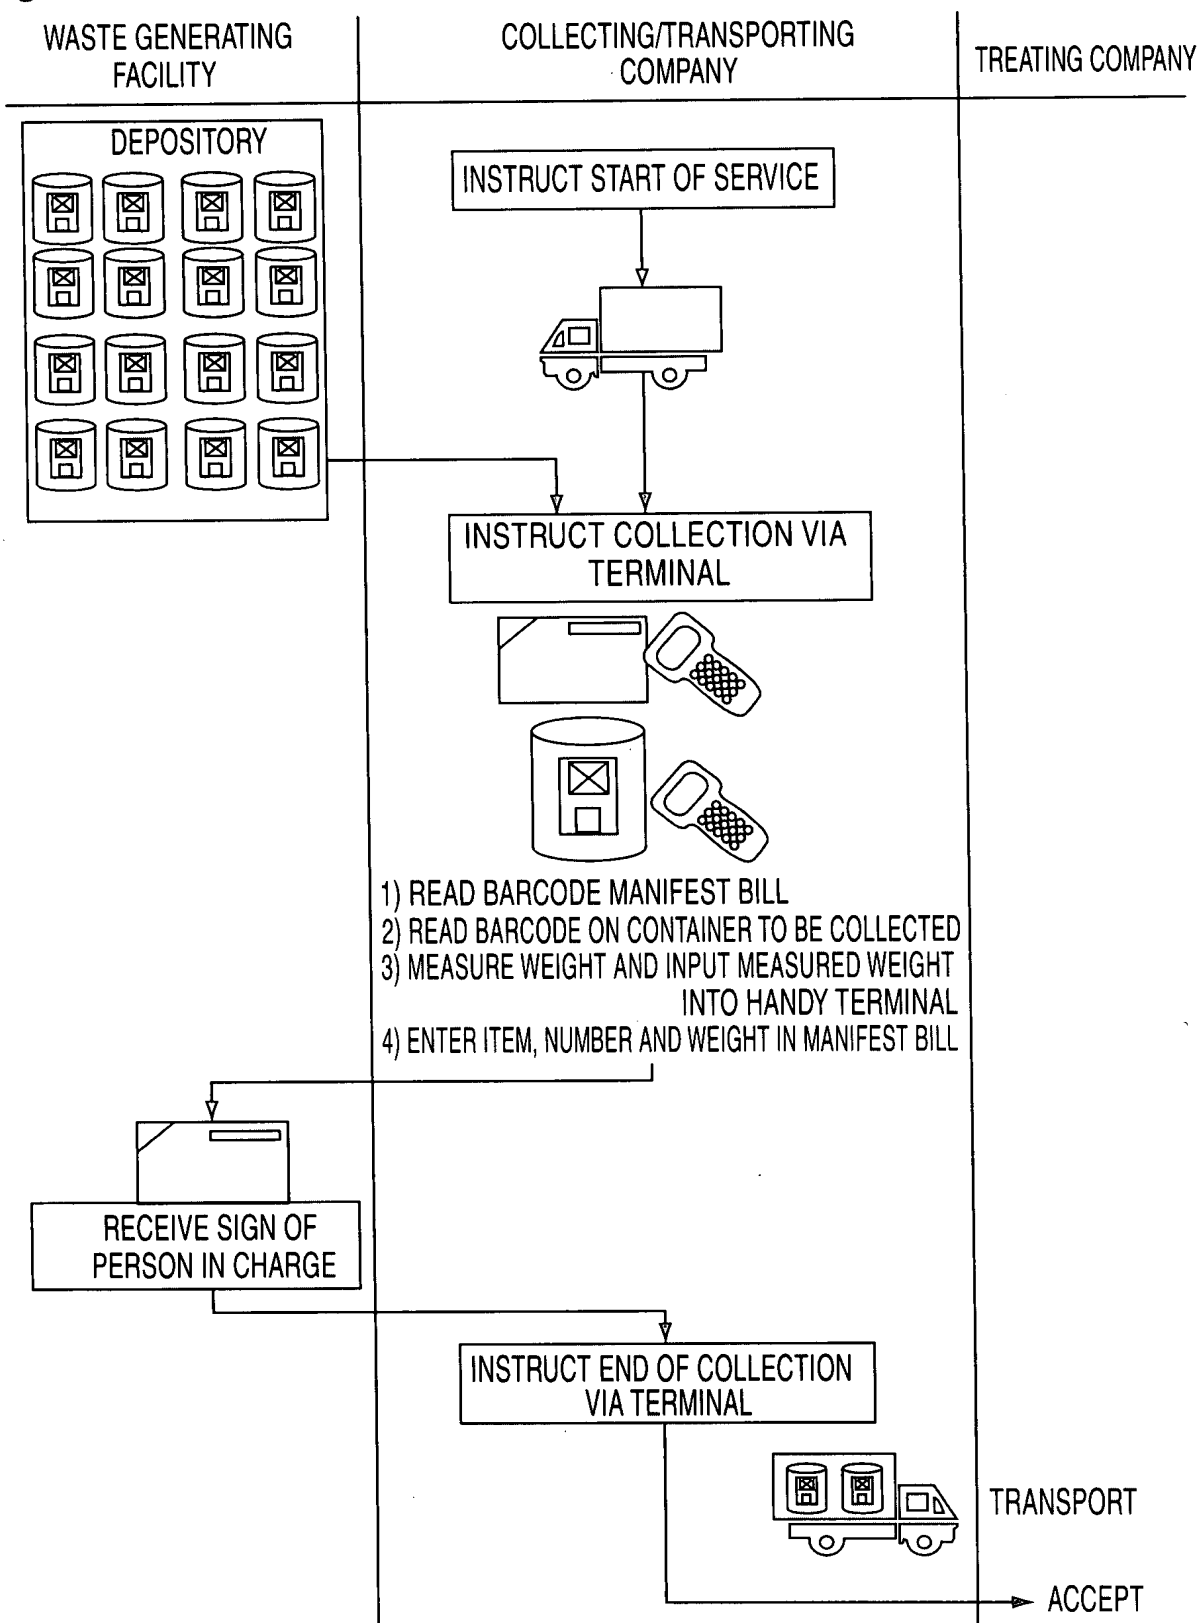 WASTE GENERATING
FACILITY
COLLECTING/TRANSPORTING
COMPANY
TREATING COMPANY
DEPOSITORY
INSTRUCT START OF SERVICE
INSTRUCT COLLECTION VIA
TERMINAL
1) READ BARCODE MANIFEST BILL
2) READ BARCODE ON CONTAINER TO BE COLLECTED
3) MEASURE WEIGHT AND INPUT MEASURED WEIGHT
INTO HANDY TERMINAL
4) ENTER ITEM, NUMBER AND WEIGHT IN MANIFEST BILL
RECEIVE SIGN OF
PERSON IN CHARGE
INSTRUCT END OF COLLECTION
VIA TERMINAL
TRANSPORT
ACCEPT